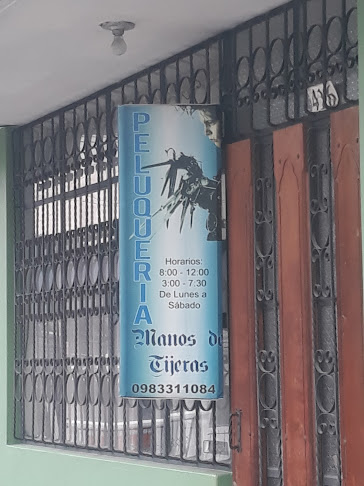 PELUQUERIA
Horarios:
8:00 - 12:00
3:00 - 7.30
De Lunes a
Sábado
Manos de
Tijeras
0983311084